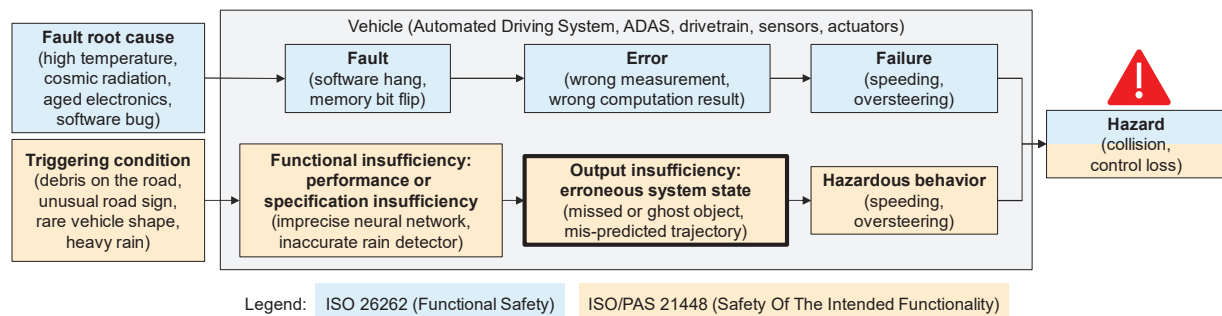 Vehicle (Automated Driving System, ADAS, drivetrain, sensors, actuators)
Fault root cause
(high temperature,
cosmic radiation,
aged electronics,
software bug)
Fault
(software hang,
memory bit flip)
Error
(wrong measurement,
wrong computation result)
Failure
(speeding,
oversteering)
Hazard
(collision,
control loss)
Triggering condition
(debris on the road,
unusual road sign,
rare vehicle shape,
heavy rain)
Functional insufficiency:
performance or
specification insufficiency
(imprecise neural network,
inaccurate rain detector)
Output insufficiency:
erroneous system state
(missed or ghost object,
mis-predicted trajectory)
Hazardous behavior
(speeding,
oversteering)
Legend: ISO 26262 (Functional Safety) ISO/PAS 21448 (Safety Of The Intended Functionality)